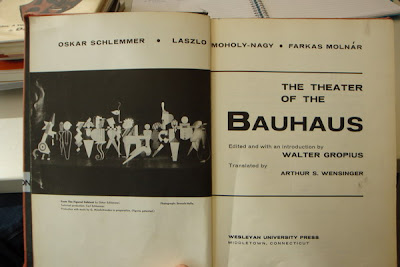 OSKAR SCHLEMMER • LASZLO MOHOLY-NAGY • FARKAS MOLNÁR
THE THEATER
OF THE
BAUHAUS
Edited and with an introduction by
WALTER GROPIUS
Translated by
ARTHUR S. WENSINGER
WESLEYAN UNIVERSITY PRESS
MIDDLETOWN, CONNECTICUT